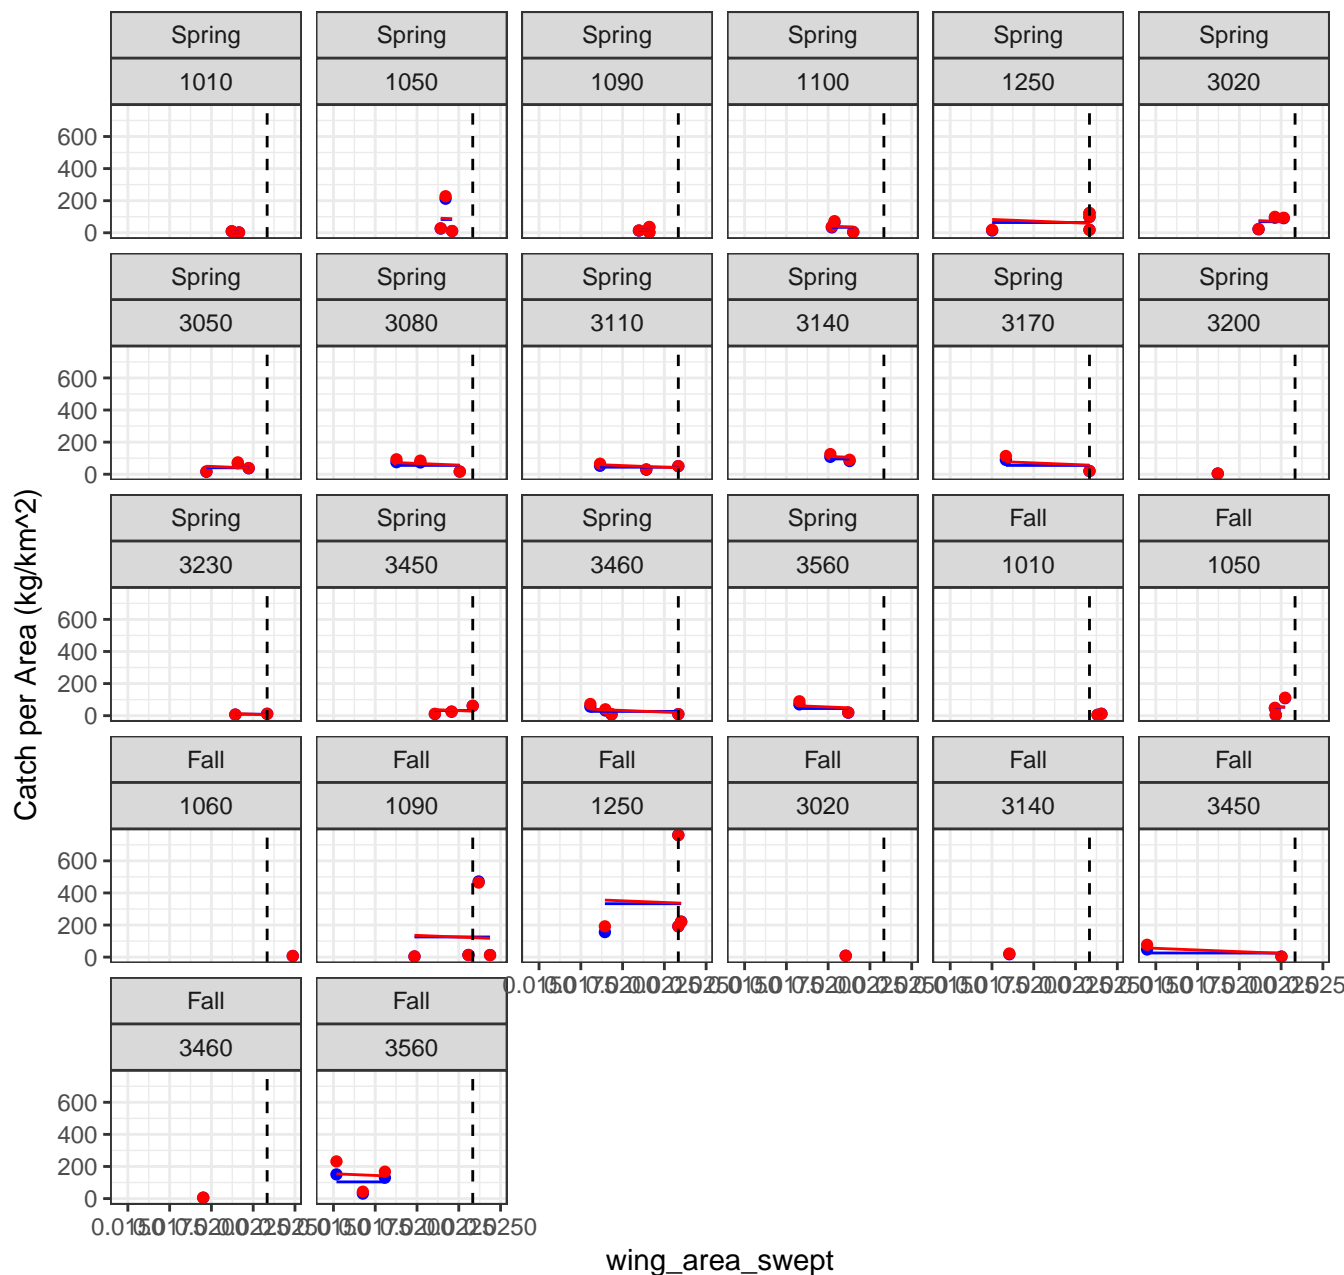 Spring Spring Spring Spring Spring Spring
1010 1050 1090 1100 1250 3020
600
400
200
0
Spring Spring Spring Spring Spring Spring
3050 3080 3110 3140 3170 3200
600
400
200
0
Spring Spring Spring Spring Fall Fall
3230 3450 3460 3560 1010 1050
600
400
200
0
Fall Fall Fall Fall Fall Fall
1060 1090 1250 3020 3140 3450
600
400
200
0
Fall Fall
3460 3560
600
400
200
0
Catch per Area (kg/km^2)
wing_area_swept